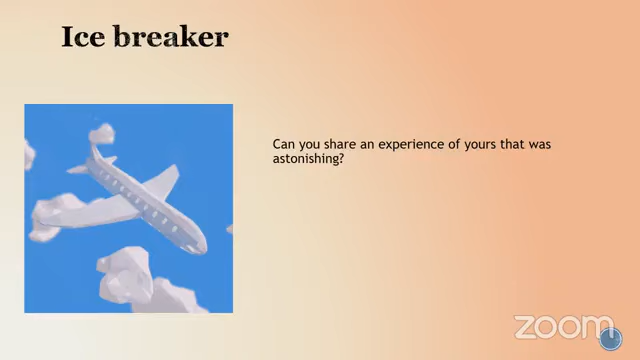 Ice breaker
Can you share an experience of yours that was
astonishing?
zoom